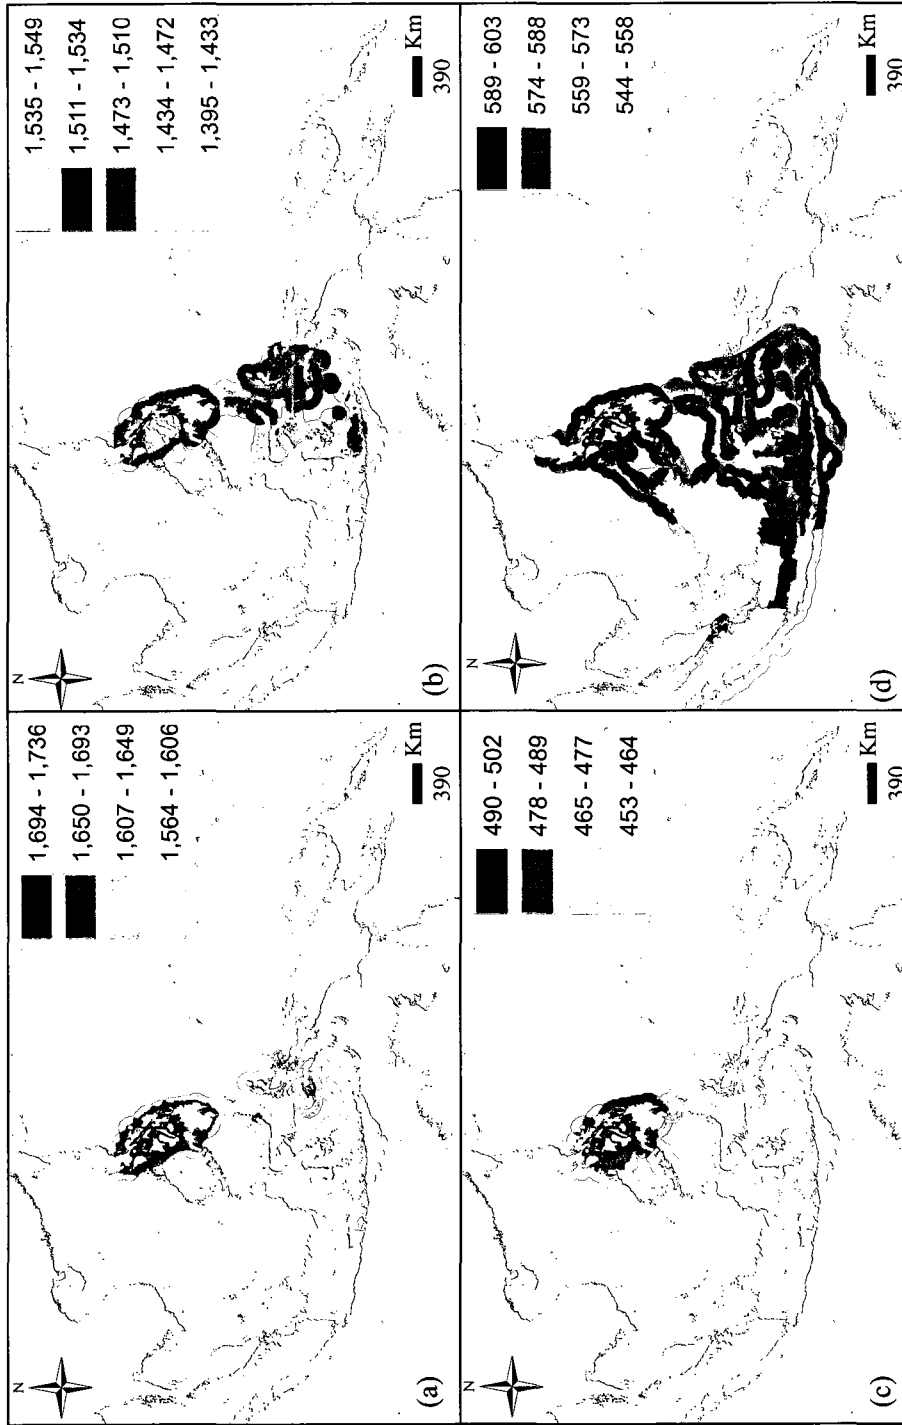 N
(a)
1,694 - 1,736
1,650 - 1,693
1,607 - 1,649
1,564 - 1,606
390
Km
N
(b)
1,535 - 1,549
1,511 - 1,534
1,473 - 1,510
1,434 - 1,472
1,395 - 1,433
390
Km
N
(c)
490 - 502
478 - 489
465 - 477
453 - 464
390
Km
N
(d)
589 - 603
574 - 588
559 - 573
544 - 558
390
Km